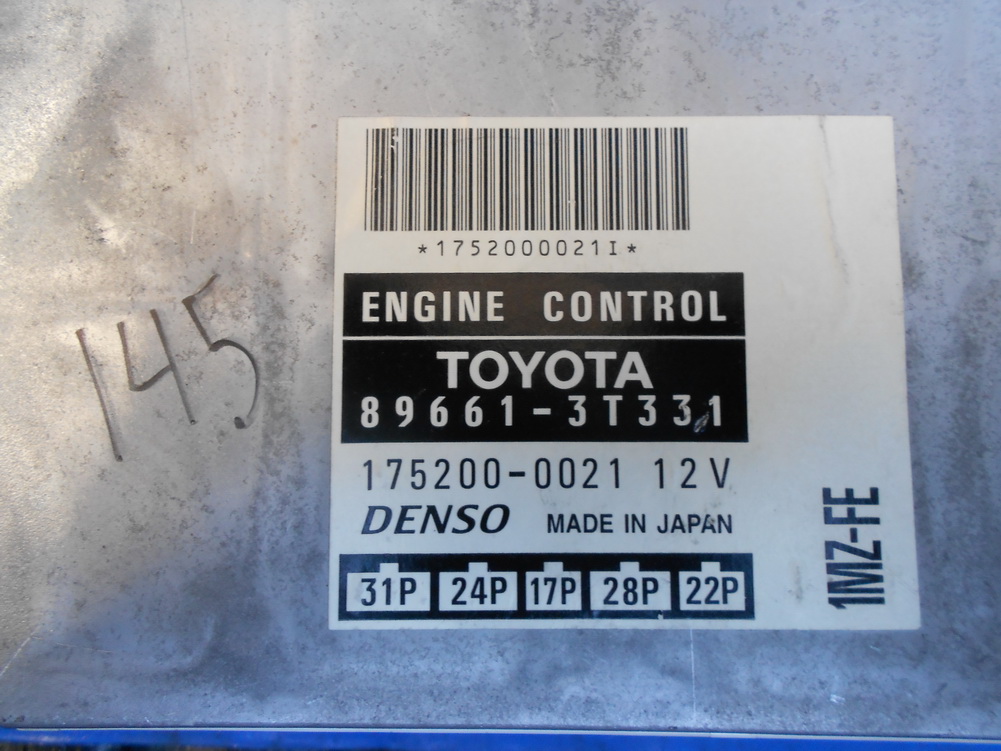 *1752000021I*
ENGINE CONTROL
TOYOTA
89661-3T331
175200-0021 12V
DENSO MADE IN JAPAN
31P 24P 17P 28P 22P
1MZ-FE
145